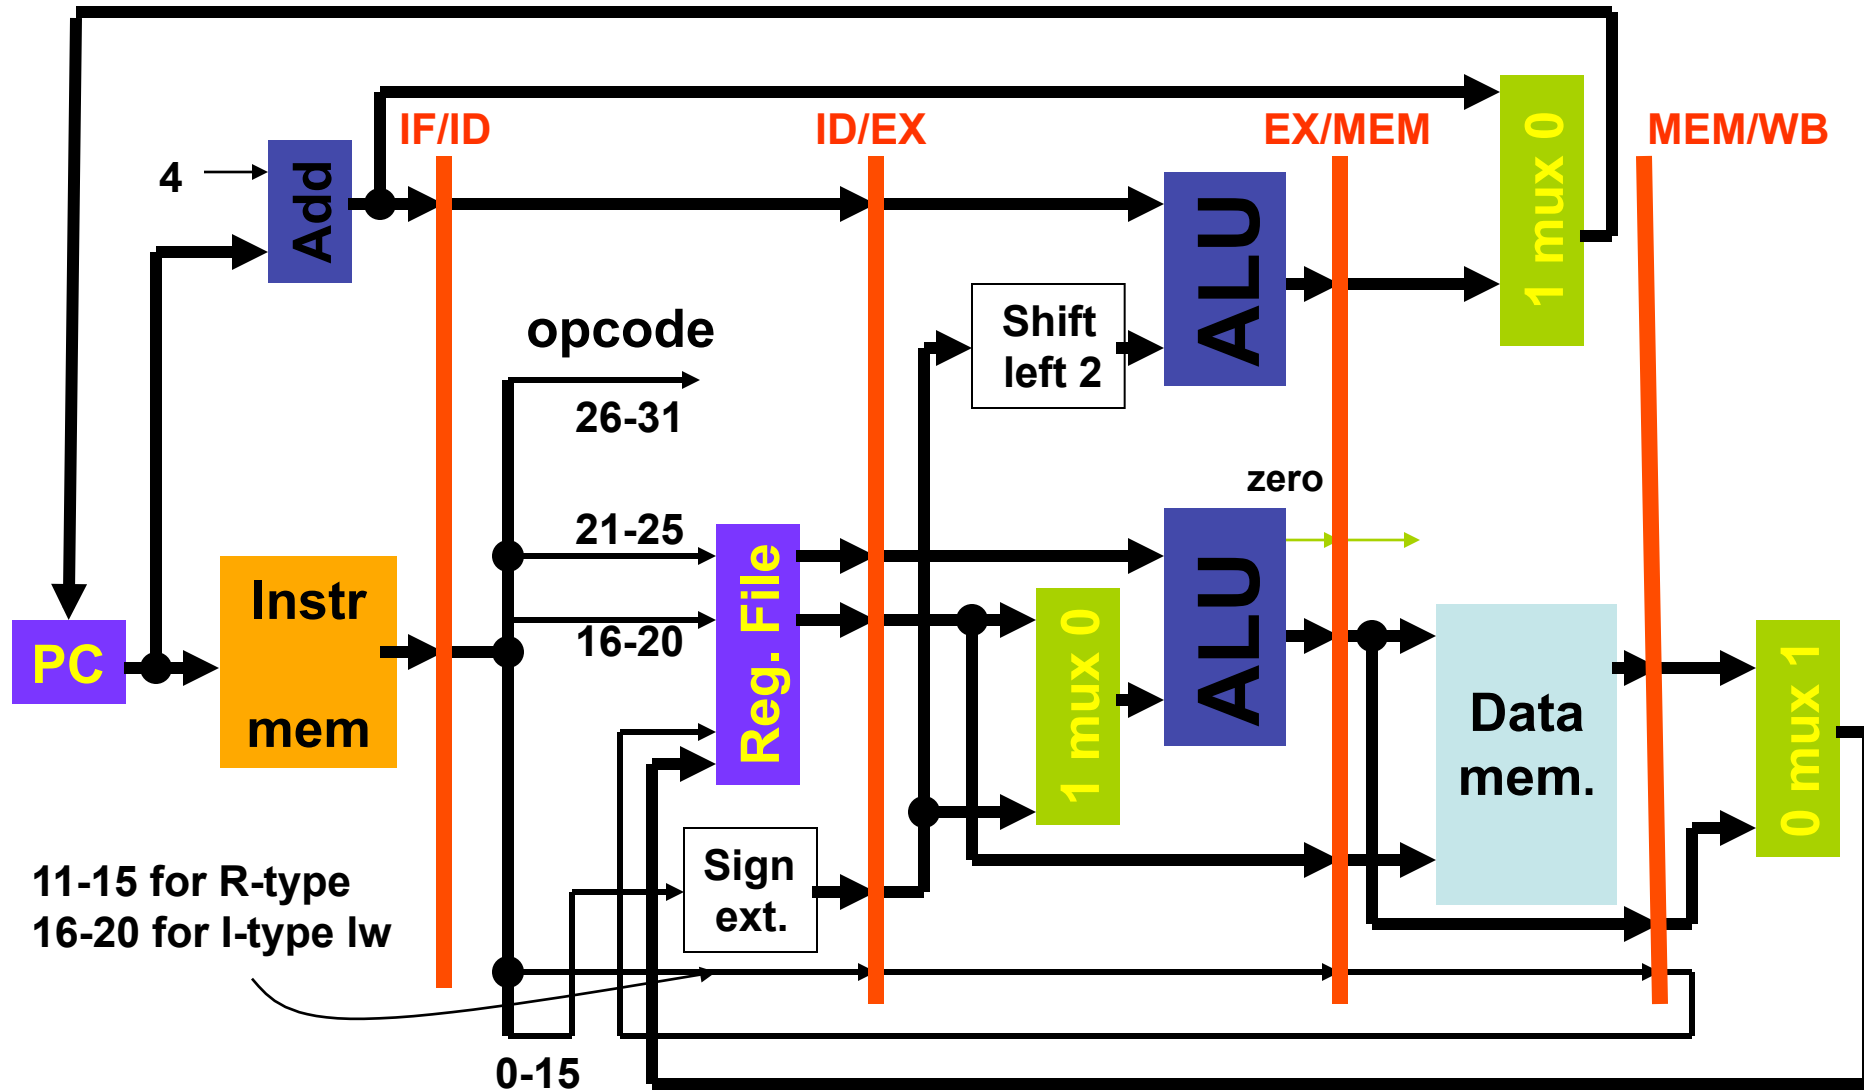 IF/ID
ID/EX
EX/MEM
MEM/WB
4
Add
ALU
1 mux 0
opcode
26-31
Shift
left 2
zero
21-25
16-20
PC
Instr
mem
Reg. File
1 mux 0
ALU
Data
mem.
0 mux 1
Sign
ext.
11-15 for R-type
16-20 for I-type lw
0-15